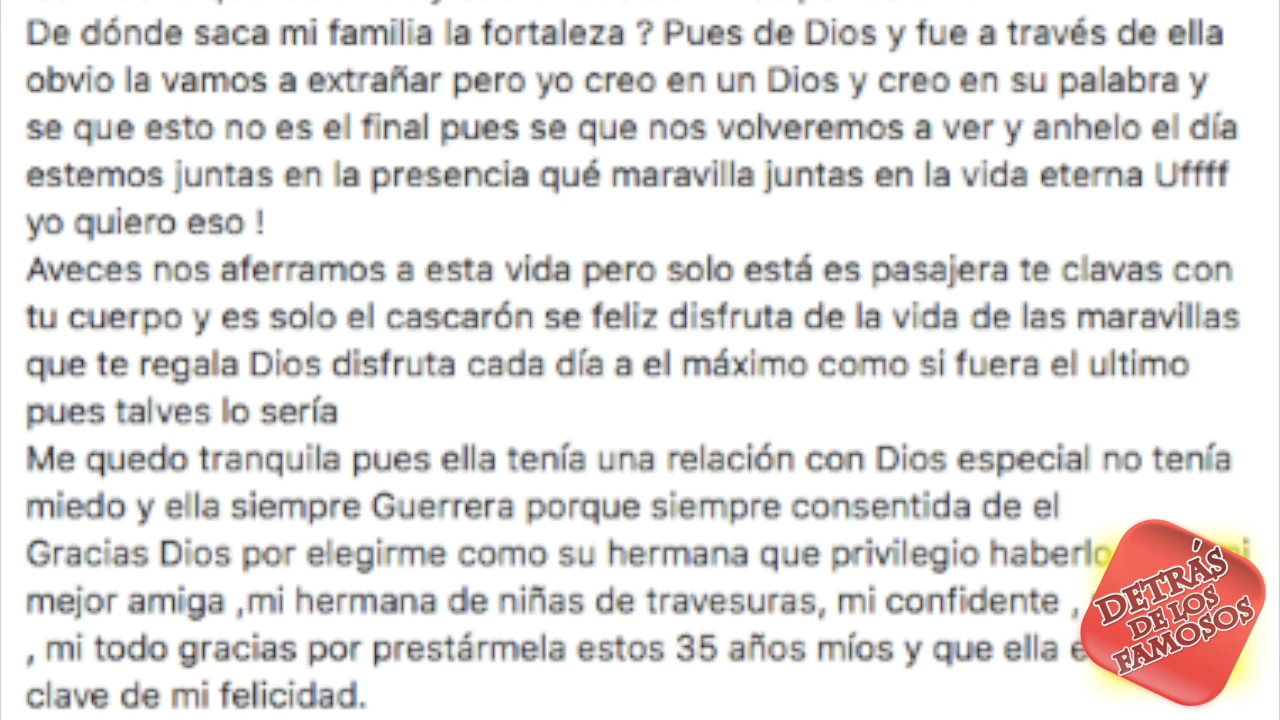 De dónde saca mi familia la fortaleza ? Pues de Dios y fue a través de ella
obvio la vamos a extrañar pero yo creo en un Dios y creo en su palabra y
se que esto no es el final pues se que nos volveremos a ver y anhelo el día
estemos juntas en la presencia qué maravilla juntas en la vida eterna Uffff
yo quiero eso !
Aveces nos aferramos a esta vida pero solo está es pasajera te clavas con
tu cuerpo y es solo el cascarón se feliz disfruta de la vida de las maravillas
que te regala Dios disfruta cada día a el máximo como si fuera el ultimo
pues talves lo sería
Me quedo tranquila pues ella tenía una relación con Dios especial no tenía
miedo y ella siempre Guerrera porque siempre consentida de el
Gracias Dios por elegirme como su hermana que privilegio
mejor amiga ,mi hermana de niñas de travesuras, mi confidente ,
, mi todo gracias por prestármela estos 35 años míos y que ella
clave de mi felicidad.
DETRÁS
DE LOS
FAMOSOS